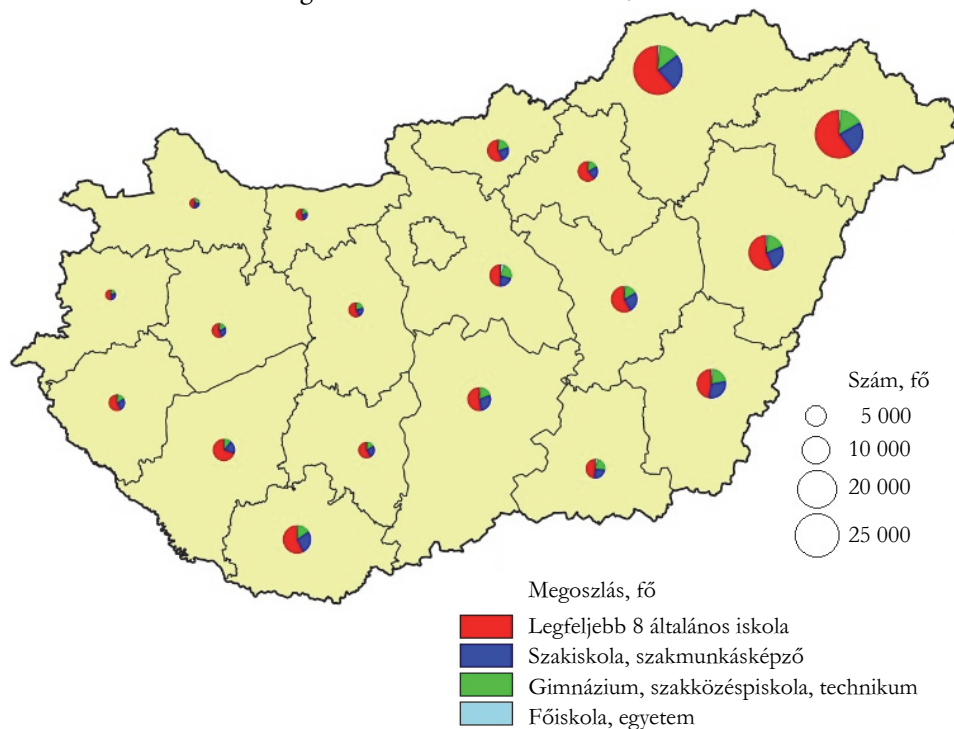 Szám, fő
5 000
10 000
20 000
25 000
Megoszlás, fő
Legfeljebb 8 általános iskola
Szakiskola, szakmunkásképző
Gimnázium, szakközépiskola, technikum
Főiskola, egyetem